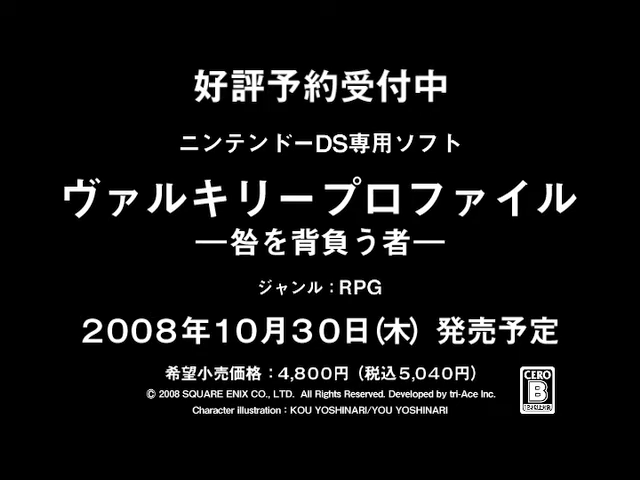 好評予約受付中
ニンテンドーDS専用ソフト
ヴァルキリープロファイル
―咎を背負う者―
ジャンル：RPG
2008年10月30日(木) 発売予定
希望小売価格：4,800円（税込5,040円）
© 2008 SQUARE ENIX CO., LTD. All Rights Reserved. Developed by tri-Ace Inc.
Character illustration：KOU YOSHINARI/YOU YOSHINARI
CERO
B